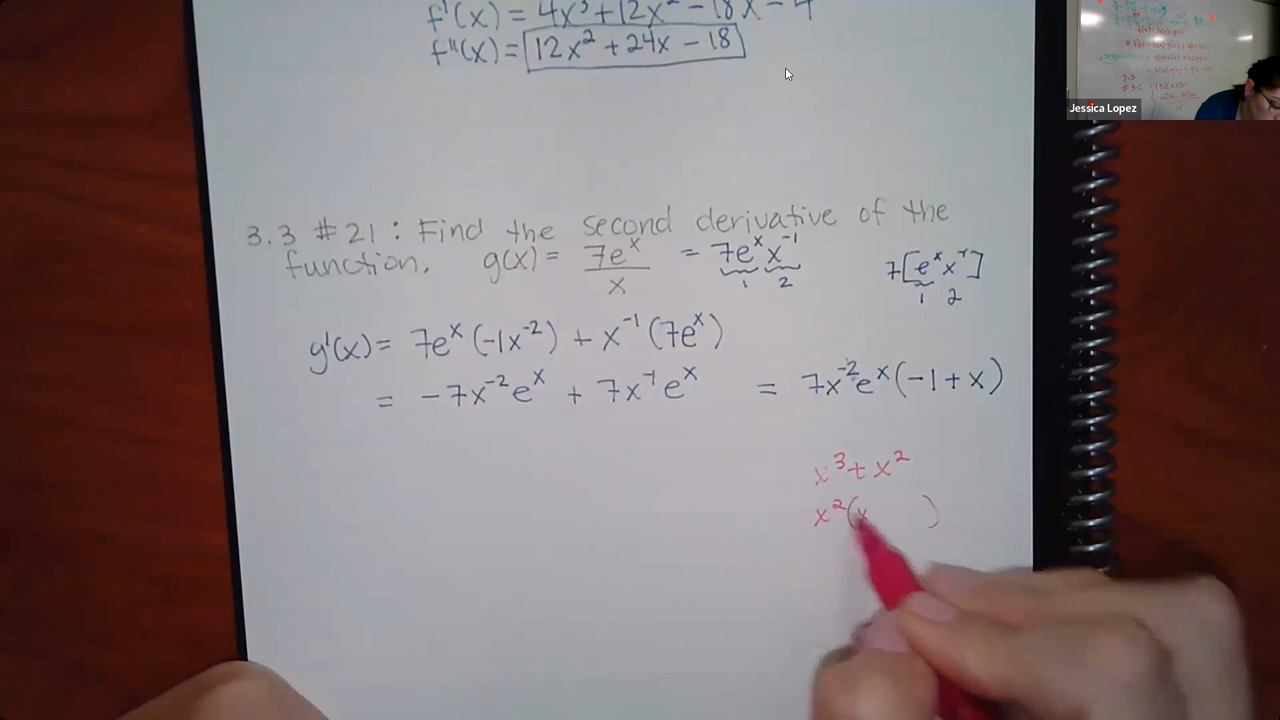 f'(x) = 4x³ + 12x² - 18x - 4
f"(x) = 12x² + 24x - 18
Jessica Lopez
3.3 #21: Find the second derivative of the
function. g(x) = 7eˣ/x = 7eˣx⁻¹ 7[eˣx⁻¹]
1 2 1 2
g'(x) = 7eˣ(-1x⁻²) + x⁻¹(7eˣ)
= -7x⁻²eˣ + 7x⁻¹eˣ = 7x⁻²eˣ(-1+x)
x³ + x²
x²(x )